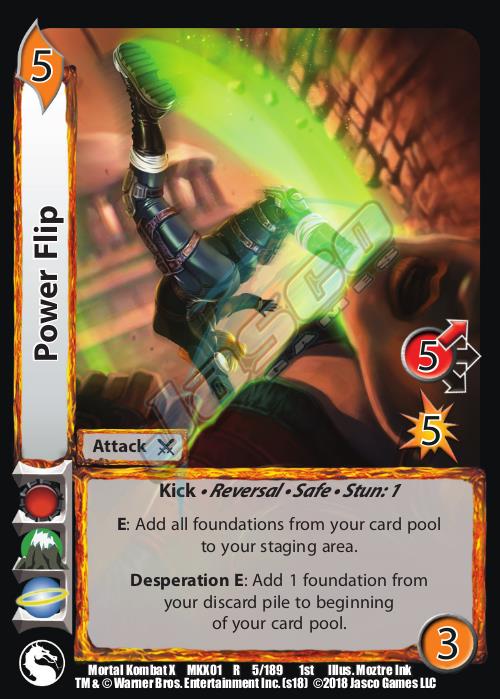 5
Power Flip
JASCO
GAMES
5
5
Attack
Kick • Reversal • Safe • Stun: 1
E: Add all foundations from your card pool
to your staging area.
Desperation E: Add 1 foundation from
your discard pile to beginning
of your card pool.
3
Mortal Kombat X MKX01 R 5/189 1st Illus. Moztre Ink
TM & © Warner Bros. Entertainment Inc. (s18) ©2018 Jasco Games LLC